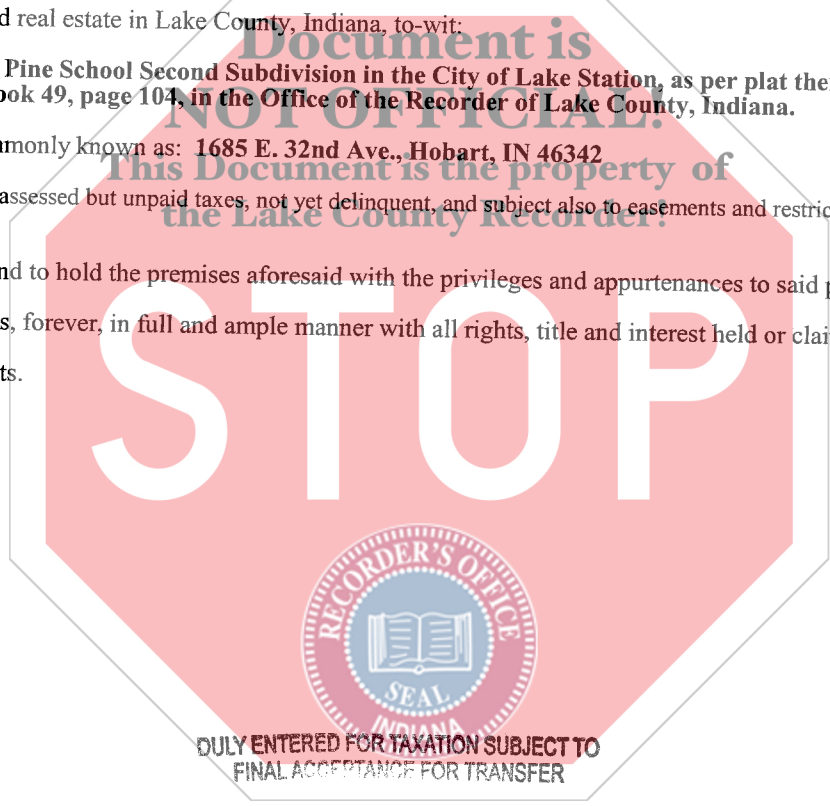 d real estate in Lake County, Indiana, to-wit:
Document is
Pine School Second Subdivision in the City of Lake Station, as per plat the
ook 49, page 104, in the Office of the Recorder of Lake County, Indiana.
NOT OFFICIAL!
mmonly known as: 1685 E. 32nd Ave., Hobart, IN 46342
This Document is the property of
assessed but unpaid taxes, not yet delinquent, and subject also to easements and restric
the Lake County Recorder!
nd to hold the premises aforesaid with the privileges and appurtenances to said p
s, forever, in full and ample manner with all rights, title and interest held or clai
ts.
STOP
RECORDER'S OFFICE
SEAL
INDIANA
DULY ENTERED FOR TAXATION SUBJECT TO
FINAL ACCEPTANCE FOR TRANSFER